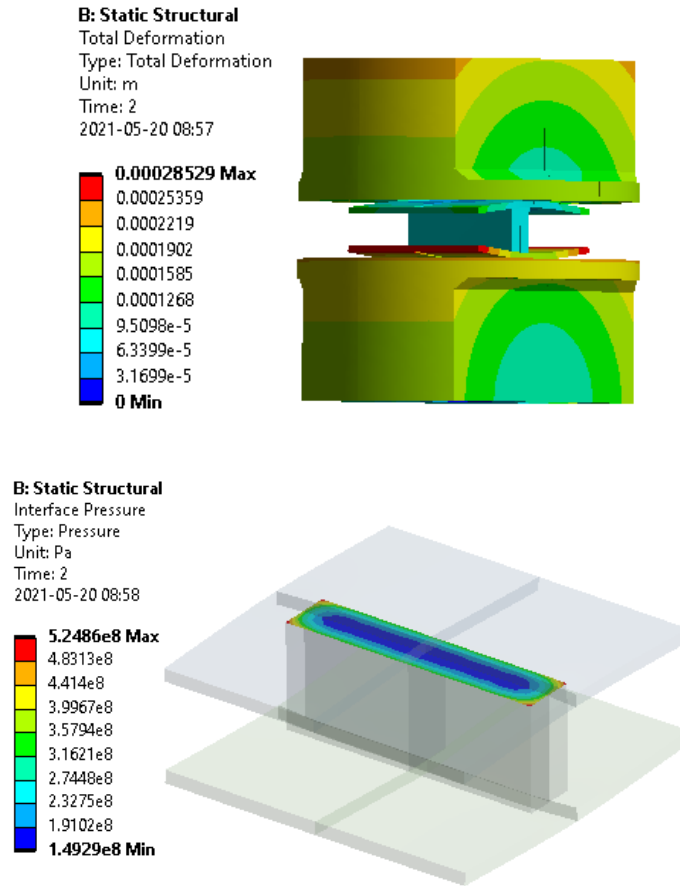 B: Static Structural
Total Deformation
Type: Total Deformation
Unit: m
Time: 2
2021-05-20 08:57
0.00028529 Max
0.00025359
0.0002219
0.0001902
0.0001585
0.0001268
9.5098e-5
6.3399e-5
3.1699e-5
0 Min
B: Static Structural
Interface Pressure
Type: Pressure
Unit: Pa
Time: 2
2021-05-20 08:58
5.2486e8 Max
4.8313e8
4.414e8
3.9967e8
3.5794e8
3.1621e8
2.7448e8
2.3275e8
1.9102e8
1.4929e8 Min